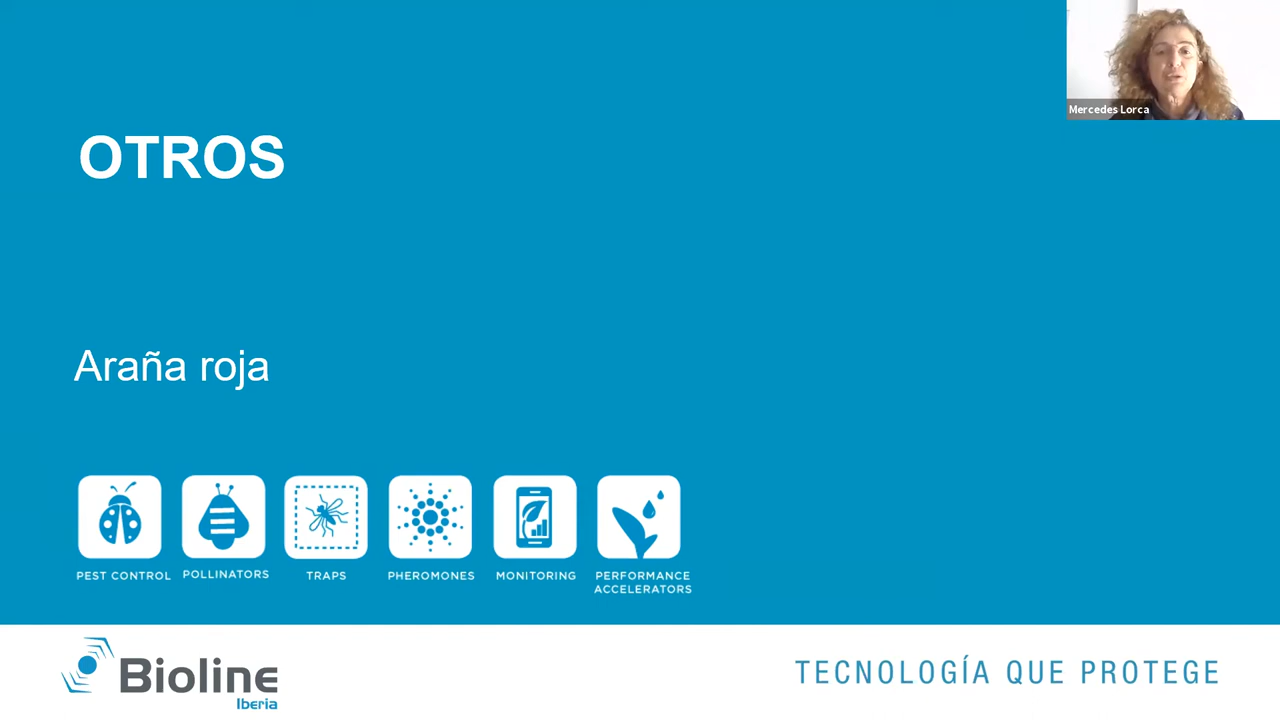 Mercedes Lorca
OTROS
Araña roja
PEST CONTROL
POLLINATORS
TRAPS
PHEROMONES
MONITORING
PERFORMANCE
ACCELERATORS
Bioline
Iberia
TECNOLOGÍA QUE PROTEGE